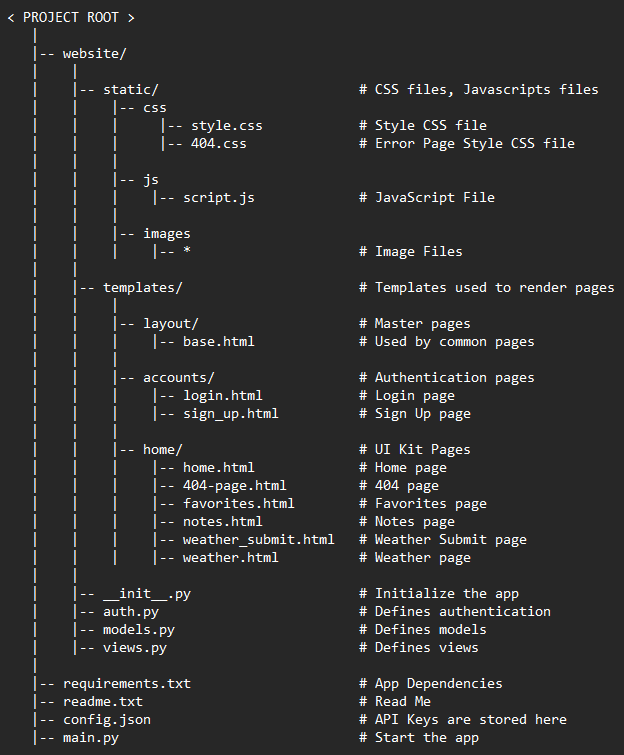 < PROJECT ROOT >
|
|-- website/
| |
| |-- static/ # CSS files, Javascripts files
| | |-- css
| | | |-- style.css # Style CSS file
| | | |-- 404.css # Error Page Style CSS file
| | |
| | |-- js
| | | |-- script.js # JavaScript File
| | |
| | |-- images
| | | |-- * # Image Files
| |
| |-- templates/ # Templates used to render pages
| | |
| | |-- layout/ # Master pages
| | | |-- base.html # Used by common pages
| | |
| | |-- accounts/ # Authentication pages
| | | |-- login.html # Login page
| | | |-- sign_up.html # Sign Up page
| | |
| | |-- home/ # UI Kit Pages
| | | |-- home.html # Home page
| | | |-- 404-page.html # 404 page
| | | |-- favorites.html # Favorites page
| | | |-- notes.html # Notes page
| | | |-- weather_submit.html # Weather Submit page
| | | |-- weather.html # Weather page
| |
| |-- __init__.py # Initialize the app
| |-- auth.py # Defines authentication
| |-- models.py # Defines models
| |-- views.py # Defines views
|
|-- requirements.txt # App Dependencies
|-- readme.txt # Read Me
|-- config.json # API Keys are stored here
|-- main.py # Start the app